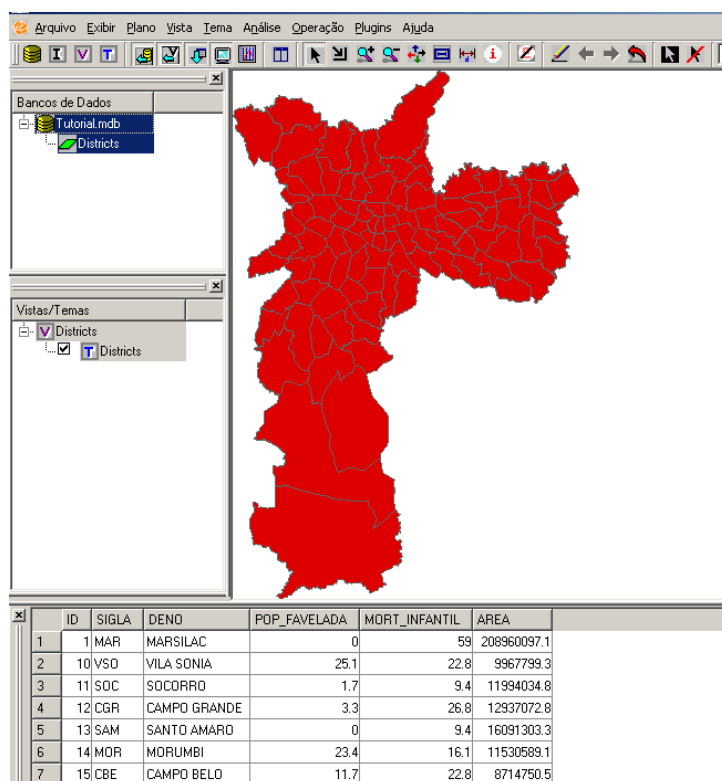 Arquivo Exibir Plano Vista Tema Análise Operação Plugins Ajuda
I V T
Bancos de Dados
Tutorial.mdb
Districts
Vistas/Temas
V Districts
T Districts
ID SIGLA DENO POP_FAVELADA MORT_INFANTIL AREA
1 1 MAR MARSILAC 0 59 208960097.1
2 10 VSO VILA SONIA 25.1 22.8 9967799.3
3 11 SOC SOCORRO 1.7 9.4 11994034.8
4 12 CGR CAMPO GRANDE 3.3 26.8 12937072.8
5 13 SAM SANTO AMARO 0 9.4 16091303.3
6 14 MOR MORUMBI 23.4 16.1 11530589.1
7 15 CBE CAMPO BELO 11.7 22.8 8714750.5